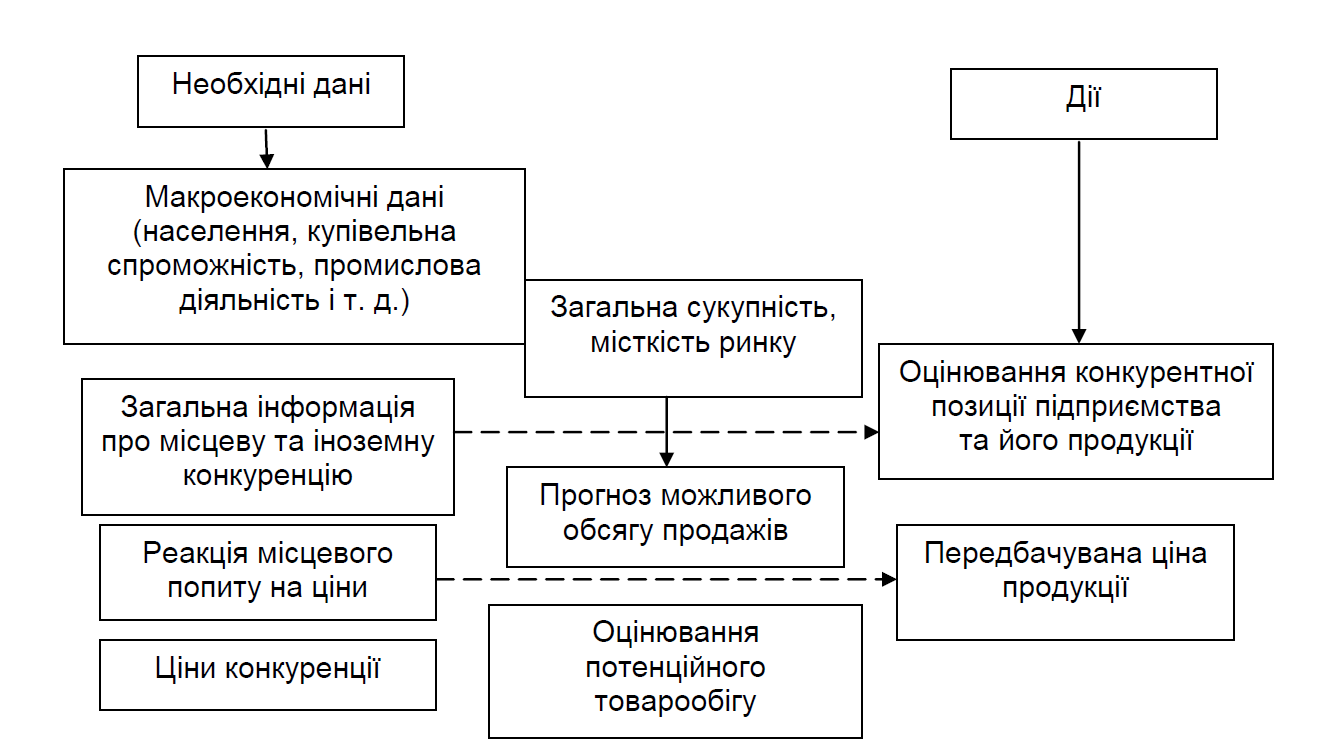 Необхідні дані
Дії
Макроекономічні дані
(населення, купівельна
спроможність, промислова
діяльність і т. д.)
Загальна сукупність,
місткість ринку
Оцінювання конкурентної
позиції підприємства
та його продукції
Загальна інформація
про місцеву та іноземну
конкуренцію
Прогноз можливого
обсягу продажів
Реакція місцевого
попиту на ціни
Передбачувана ціна
продукції
Оцінювання
потенційного
товарообігу
Ціни конкуренції